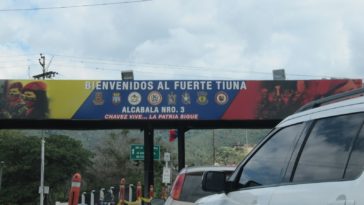 BIENVENIDOS AL FUERTE TIUNA
ALCABALA NRO. 3
CHAVEZ VIVE... LA PATRIA SIGUE